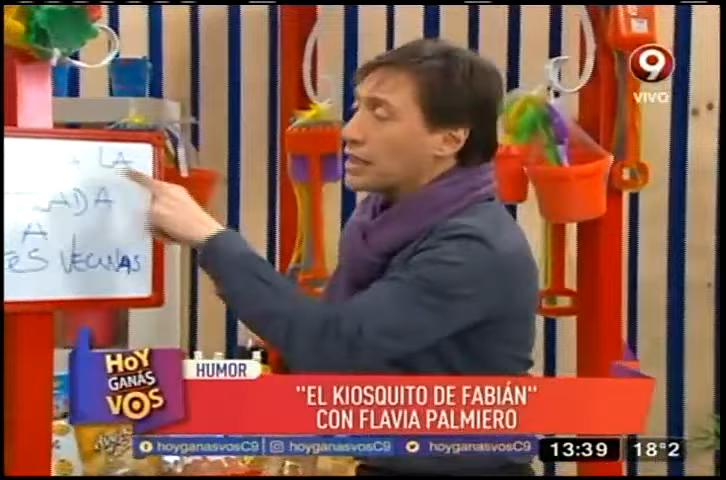 LA
ADA
A
ES VECINAS
9
VIVO
HOY
GANÁS
VOS
HUMOR
"EL KIOSQUITO DE FABIÁN"
CON FLAVIA PALMIERO
hoyganasvosC9 hoyganasvosC9 hoyganasvosC9
13:39 18°2